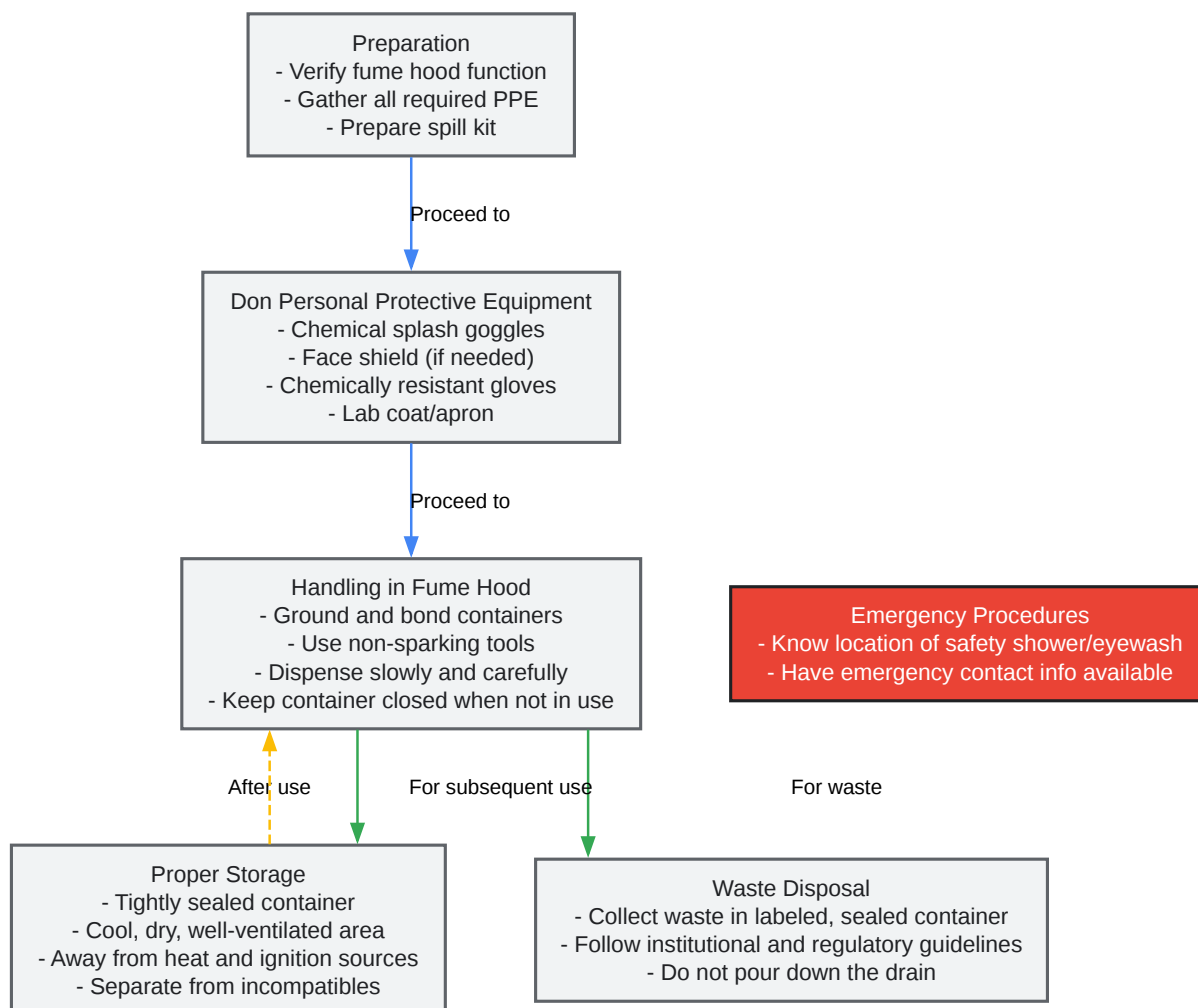 Preparation
- Verify fume hood function
- Gather all required PPE
- Prepare spill kit
Proceed to
Don Personal Protective Equipment
- Chemical splash goggles
- Face shield (if needed)
- Chemically resistant gloves
- Lab coat/apron
Proceed to
Handling in Fume Hood
- Ground and bond containers
- Use non-sparking tools
- Dispense slowly and carefully
- Keep container closed when not in use
Emergency Procedures
- Know location of safety shower/eyewash
- Have emergency contact info available
After use
For subsequent use
For waste
Proper Storage
- Tightly sealed container
- Cool, dry, well-ventilated area
- Away from heat and ignition sources
- Separate from incompatibles
Waste Disposal
- Collect waste in labeled, sealed container
- Follow institutional and regulatory guidelines
- Do not pour down the drain